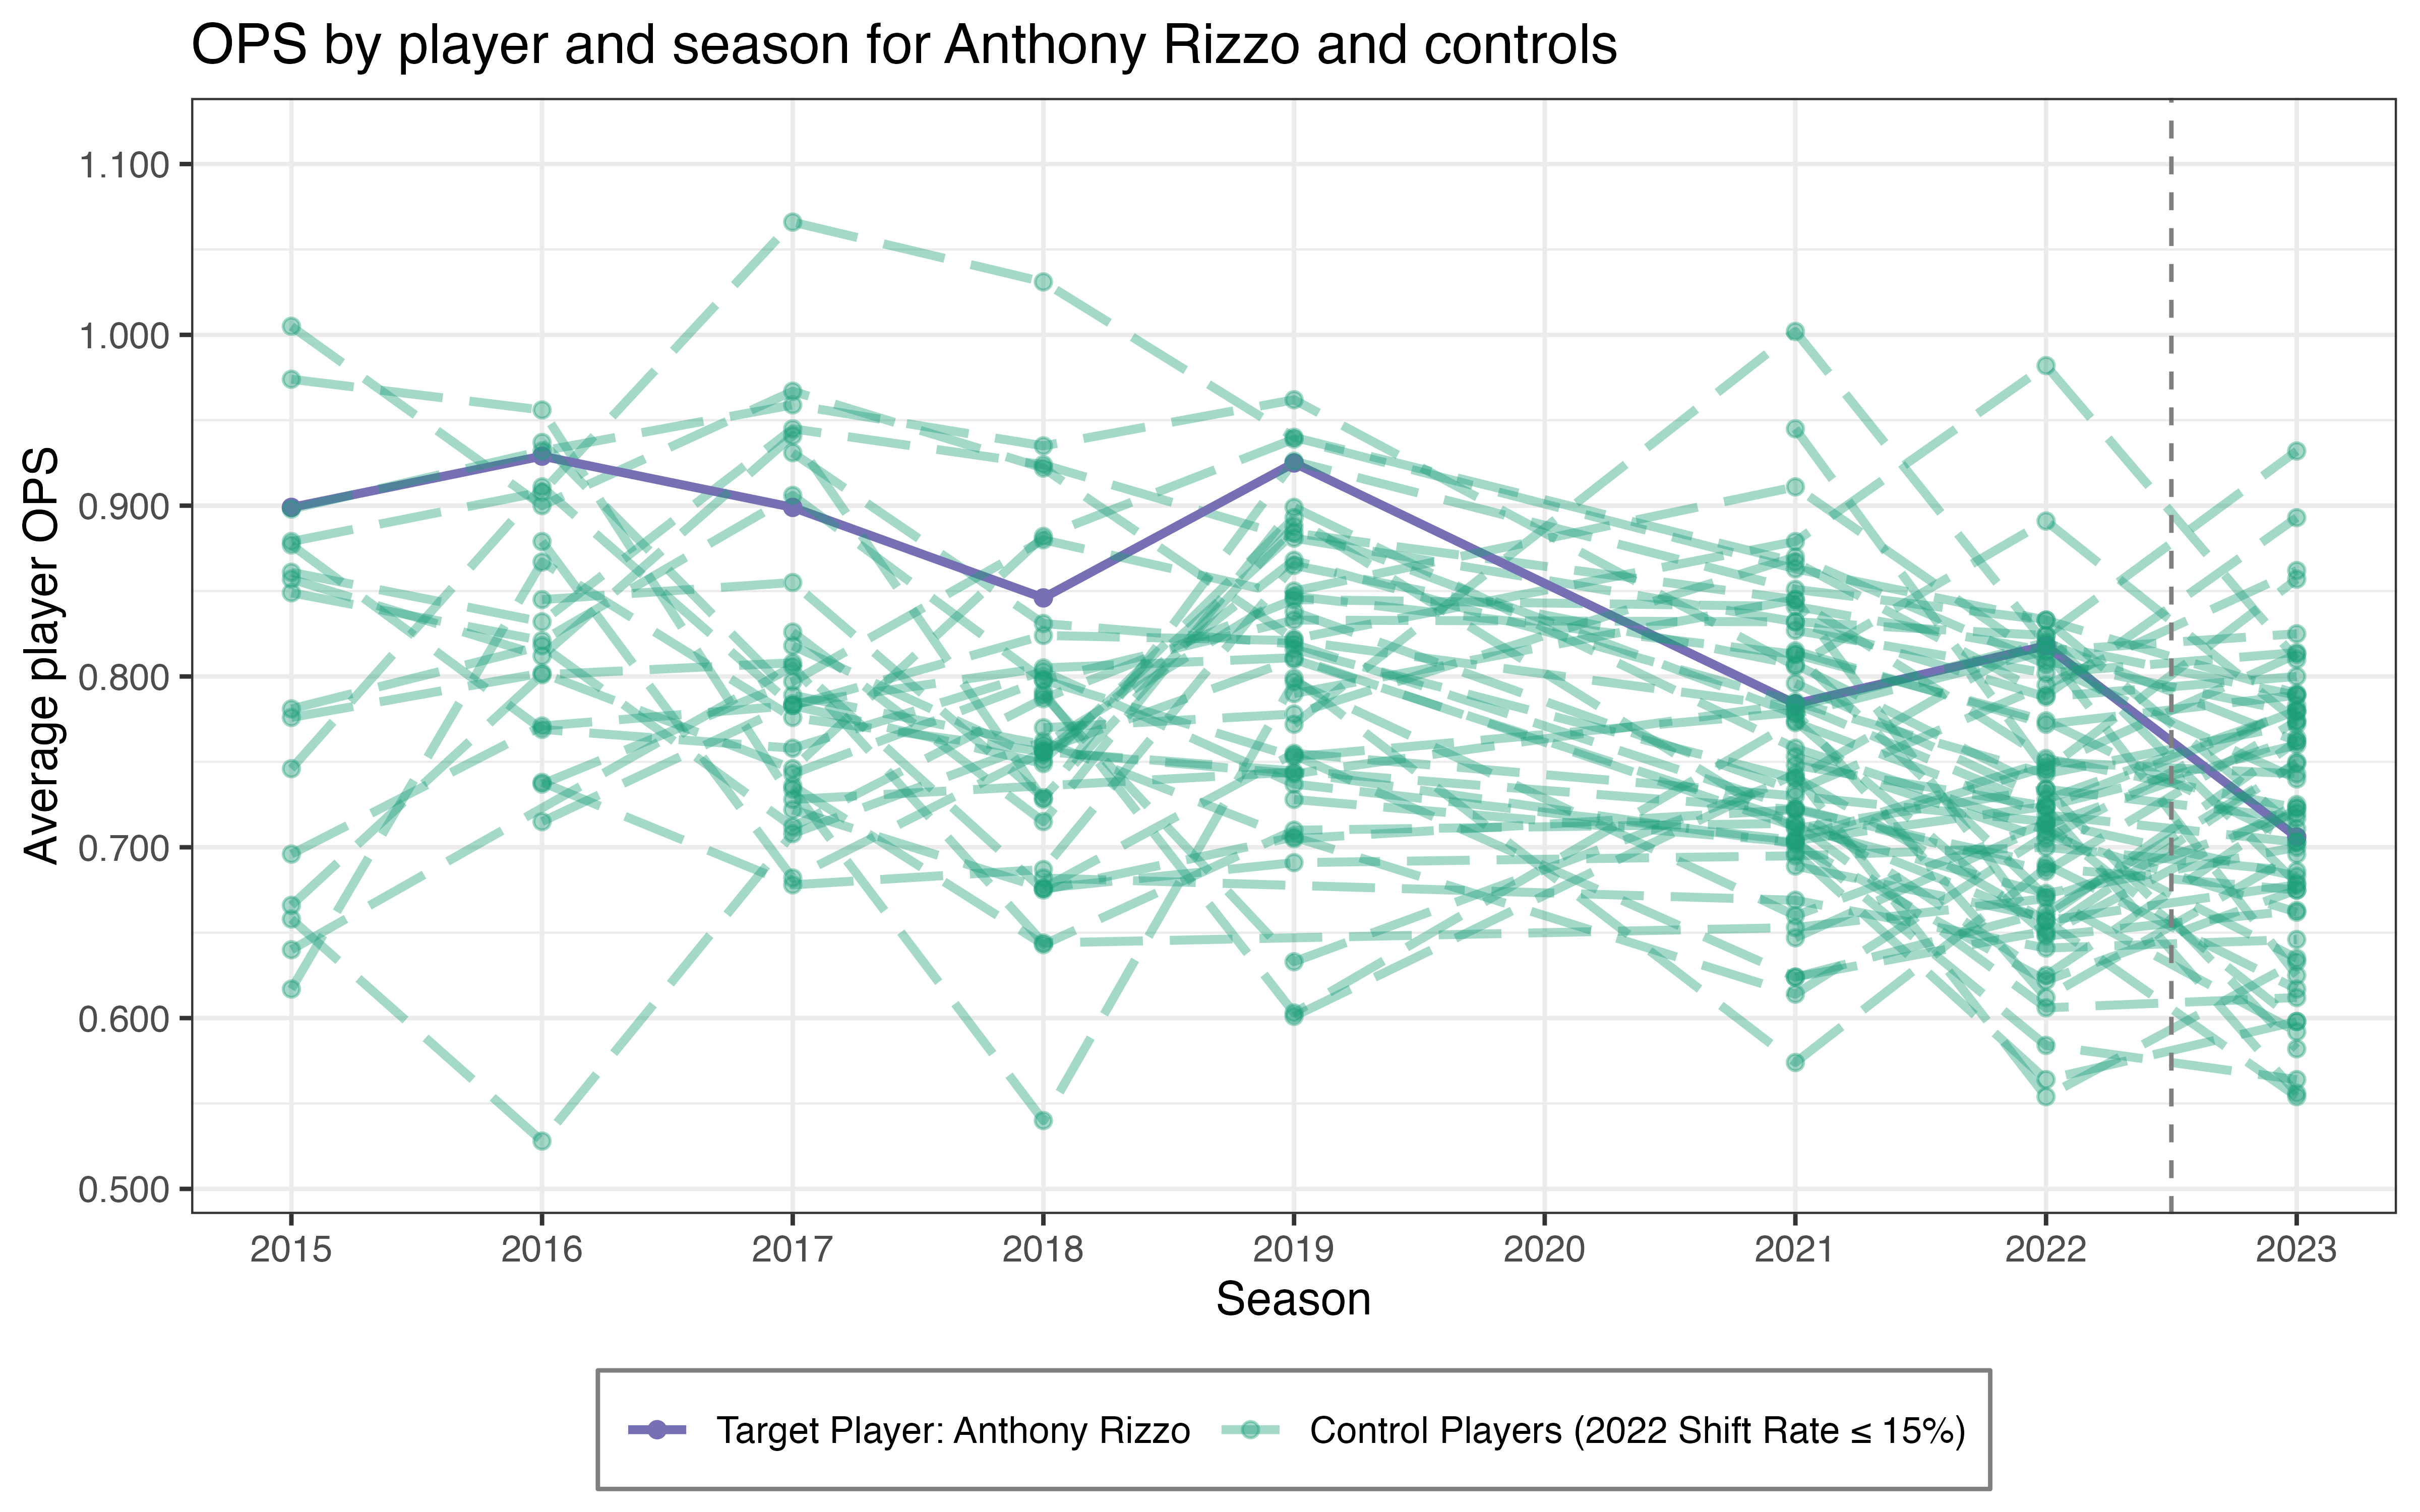 OPS by player and season for Anthony Rizzo and controls
Average player OPS
1.100
1.000
0.900
0.800
0.700
0.600
0.500
2015 2016 2017 2018 2019 2020 2021 2022 2023
Season
Target Player: Anthony Rizzo Control Players (2022 Shift Rate ≤ 15%)